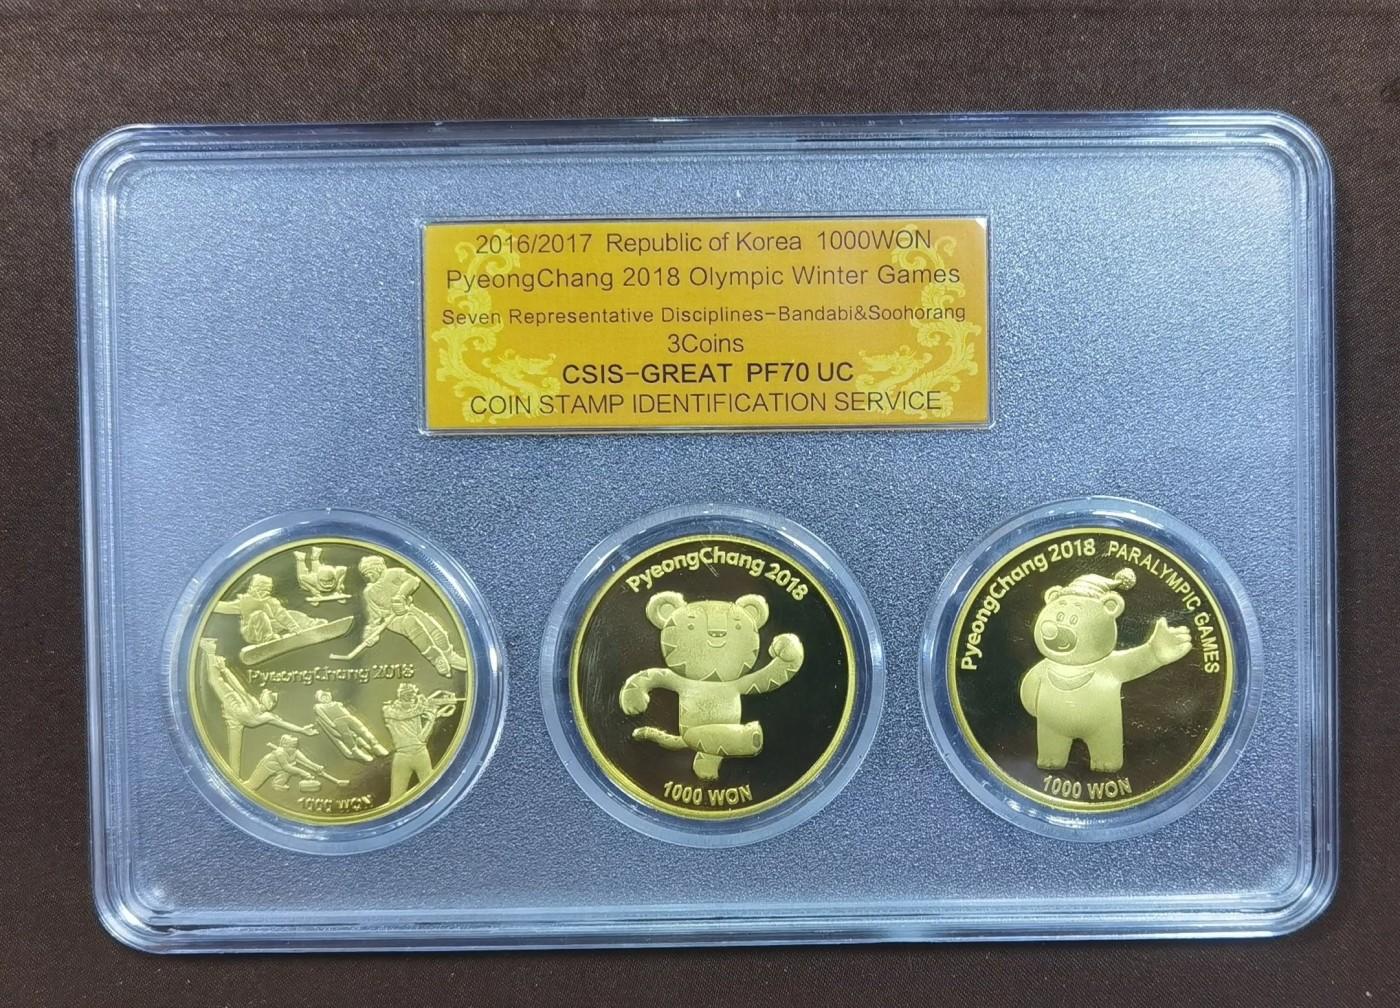 2016/2017 Republic of Korea 1000WON
PyeongChang 2018 Olympic Winter Games
Seven Representative Disciplines-Bandabi&Soohorang
3Coins
CSIS-GREAT PF70 UC
COIN STAMP IDENTIFICATION SERVICE
PyeongChang 2018
1000 WON
PyeongChang 2018
1000 WON
PyeongChang 2018 PARALYMPIC GAMES
1000 WON